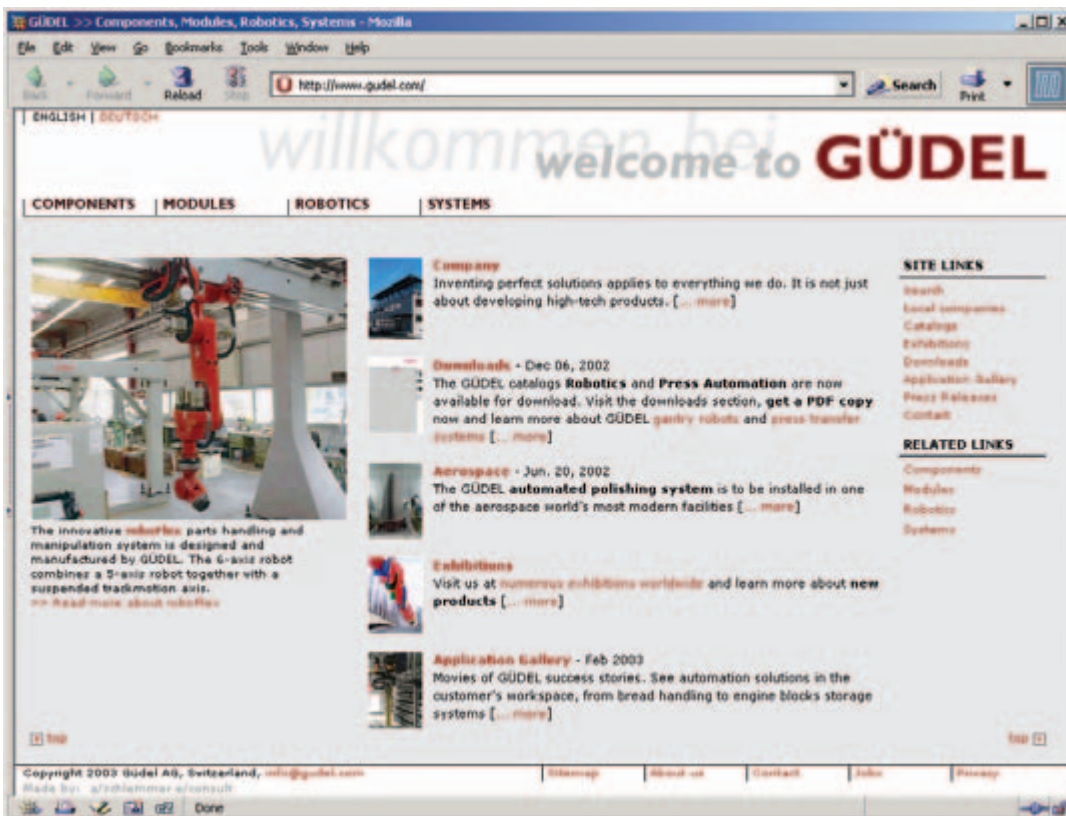 GÜDEL >> Components, Modules, Robotics, Systems - Mozilla
File Edit View Go Bookmarks Tools Window Help
Back Forward Reload Stop http://www.gudel.com/ Search Print
ENGLISH | DEUTSCH
willkommen bei
welcome to GÜDEL
COMPONENTS MODULES ROBOTICS SYSTEMS
The innovative roboflex parts handling and
manipulation system is designed and
manufactured by GÜDEL. The 6-axis robot
combines a 5-axis robot together with a
suspended trackmotion axis.
>> Read more about roboflex
Company
Inventing perfect solutions applies to everything we do. It is not just
about developing high-tech products. [... more]
Downloads - Dec 06, 2002
The GÜDEL catalogs Robotics and Press Automation are now
available for download. Visit the downloads section, get a PDF copy
now and learn more about GÜDEL gantry robots and press transfer
systems [... more]
Aerospace - Jun. 20, 2002
The GÜDEL automated polishing system is to be installed in one
of the aerospace world's most modern facilities [... more]
Exhibitions
Visit us at numerous exhibitions worldwide and learn more about new
products [... more]
Application Gallery - Feb 2003
Movies of GÜDEL success stories. See automation solutions in the
customer's workspace, from bread handling to engine blocks storage
systems [... more]
SITE LINKS
Search
Local companies
Catalogs
Exhibitions
Downloads
Application Gallery
Press Releases
Contact
RELATED LINKS
Components
Modules
Robotics
Systems
top
top
Copyright 2003 Güdel AG, Switzerland, info@gudel.com
Sitemap About us Contact Jobs Privacy
Made by: a/schlemmer e/consult
Done